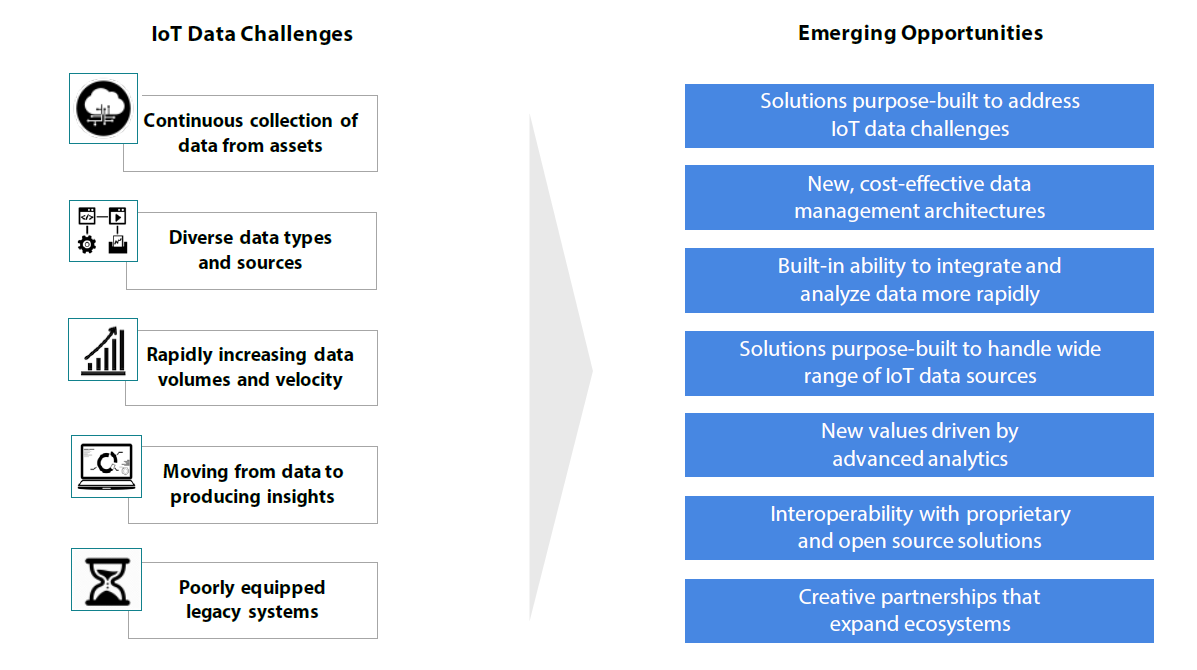 IoT Data Challenges
Continuous collection of
data from assets
Diverse data types
and sources
Rapidly increasing data
volumes and velocity
Moving from data to
producing insights
Poorly equipped
legacy systems
Emerging Opportunities
Solutions purpose-built to address
IoT data challenges
New, cost-effective data
management architectures
Built-in ability to integrate and
analyze data more rapidly
Solutions purpose-built to handle wide
range of IoT data sources
New values driven by
advanced analytics
Interoperability with proprietary
and open source solutions
Creative partnerships that
expand ecosystems